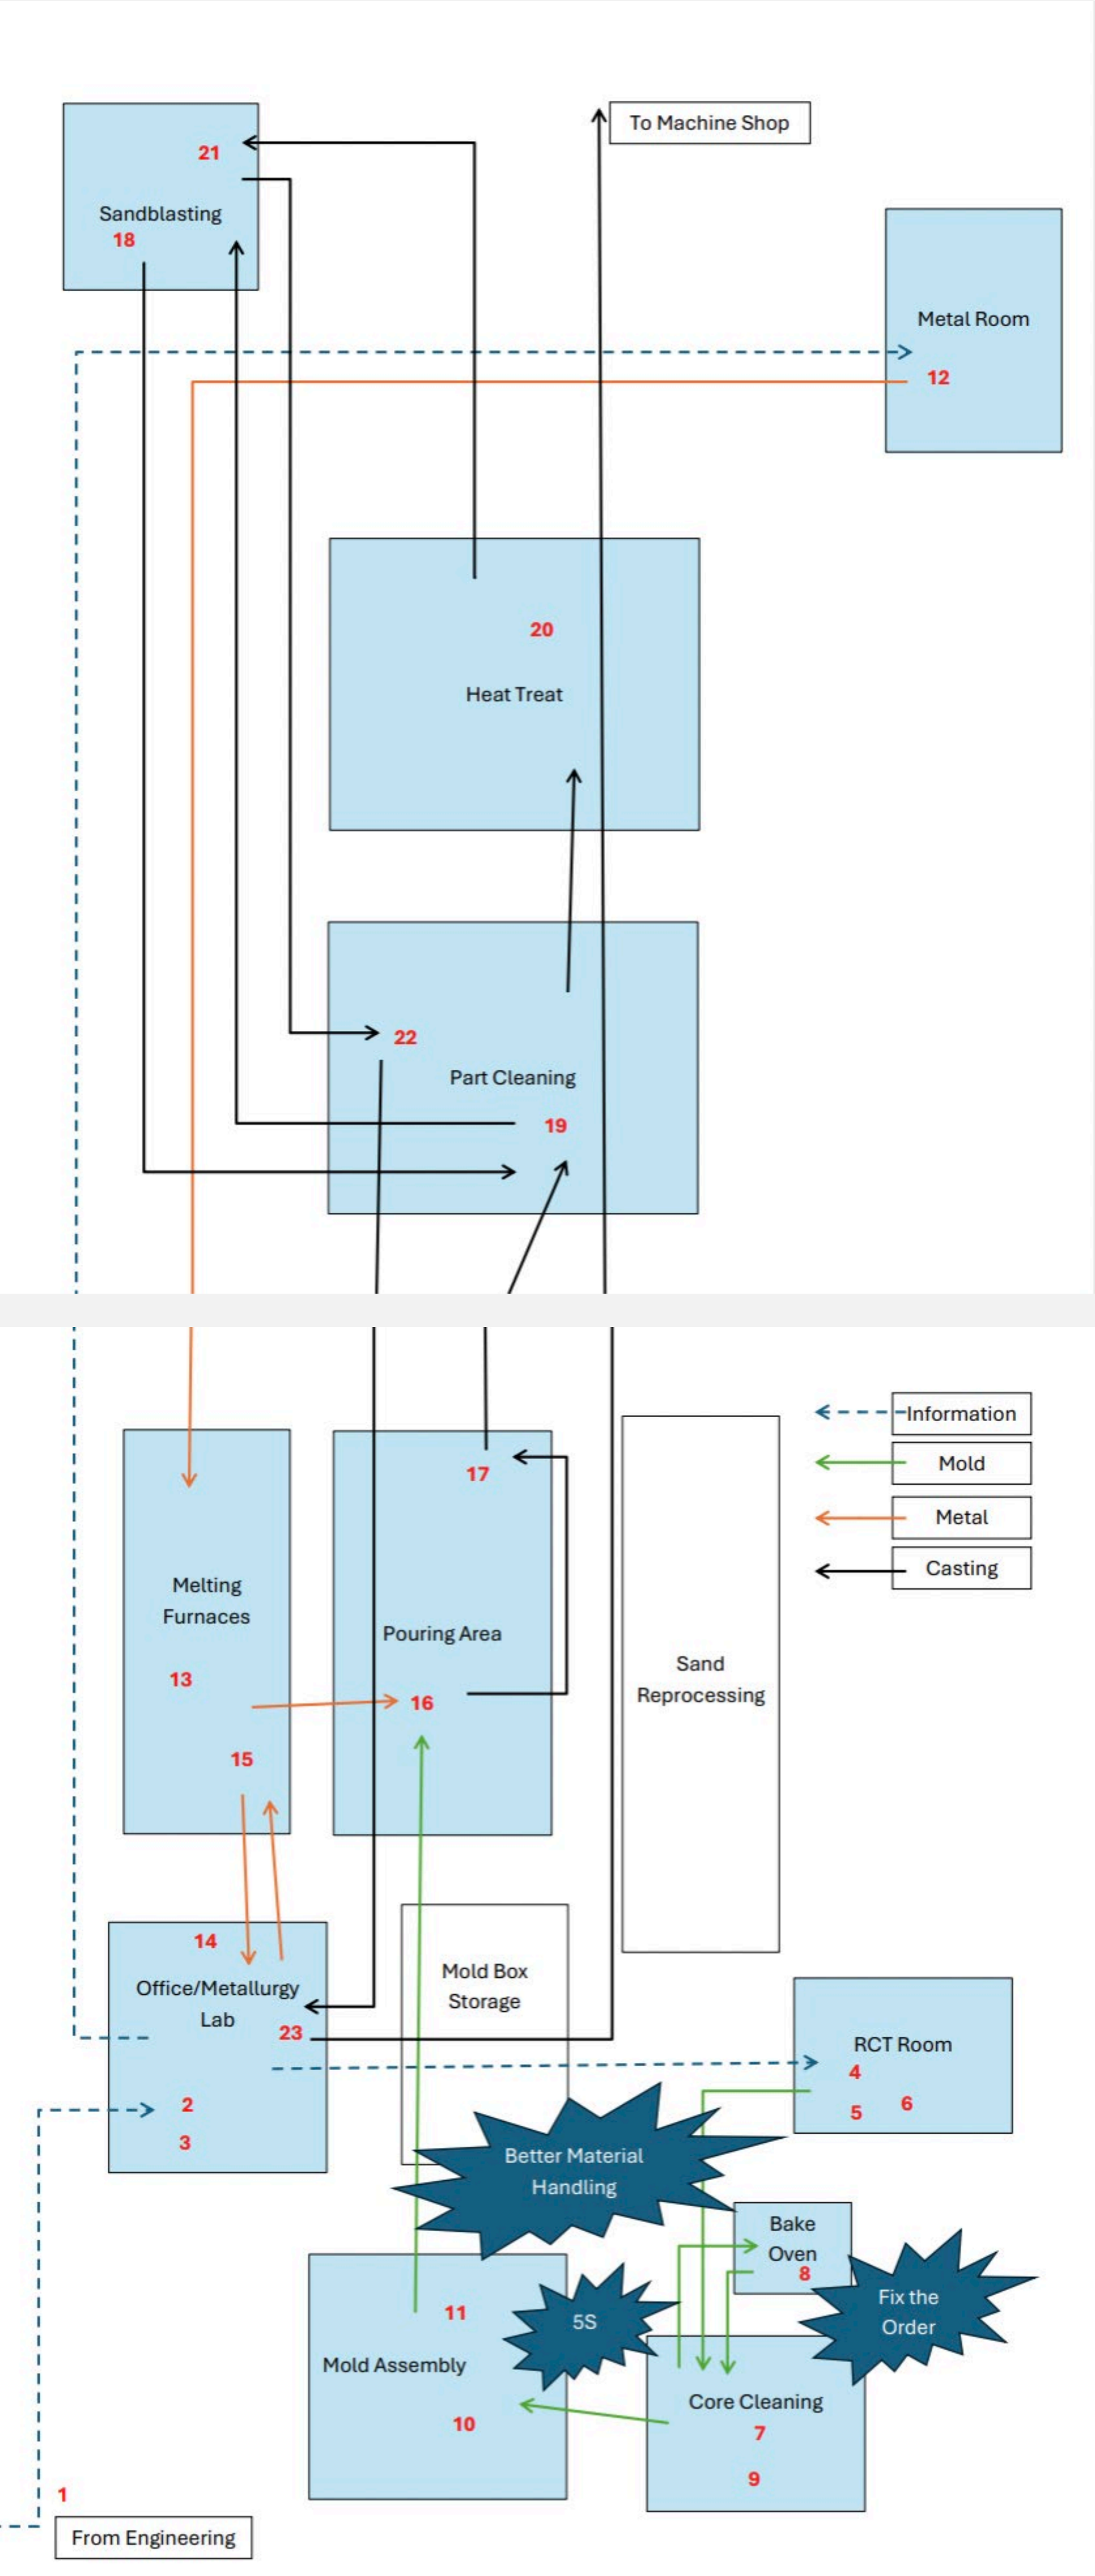 To Machine Shop
21
Sandblasting
18
Metal Room
12
20
Heat Treat
22
Part Cleaning
19
Information
Mold
Metal
Casting
17
Melting
Furnaces
13
15
Pouring Area
16
Sand
Reprocessing
14
Office/Metallurgy
Lab
23
2
3
Mold Box
Storage
RCT Room
4
5
6
Better Material
Handling
Bake
Oven
8
Fix the
Order
5S
11
Mold Assembly
10
Core Cleaning
7
9
1
From Engineering